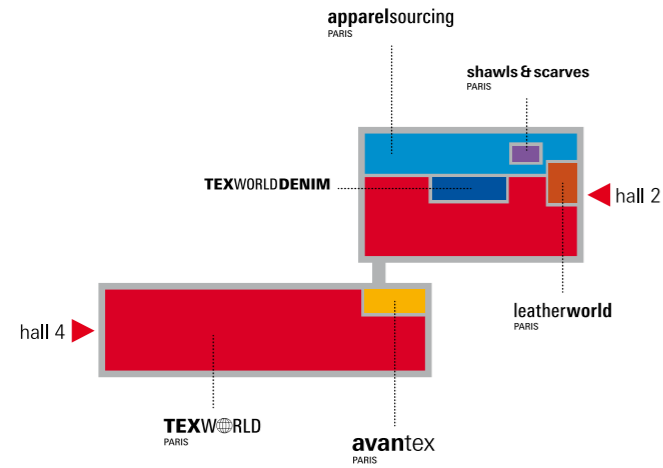 apparelsourcing
PARIS
shawls & scarves
PARIS
TEXWORLDDENIM
hall 2
leatherworld
PARIS
hall 4
TEXWORLD
PARIS
avantex
PARIS